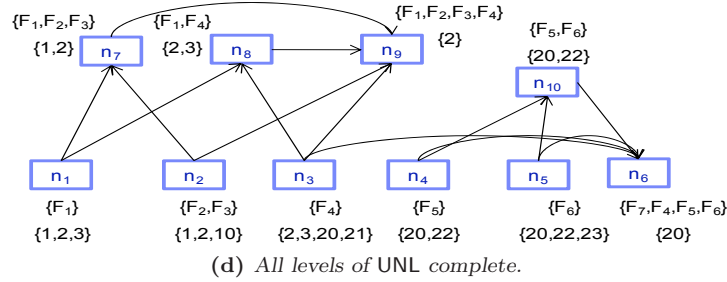 {F1,F2,F3} {F1,F4} {F1,F2,F3,F4}
{1,2} n7 {2,3} n8 n9 {2}
{F5,F6}
{20,22}
n10
n1 n2 n3 n4 n5 n6
{F1} {F2,F3} {F4} {F5} {F6} {F7,F4,F5,F6}
{1,2,3} {1,2,10} {2,3,20,21} {20,22} {20,22,23} {20}
(d) All levels of UNL complete.